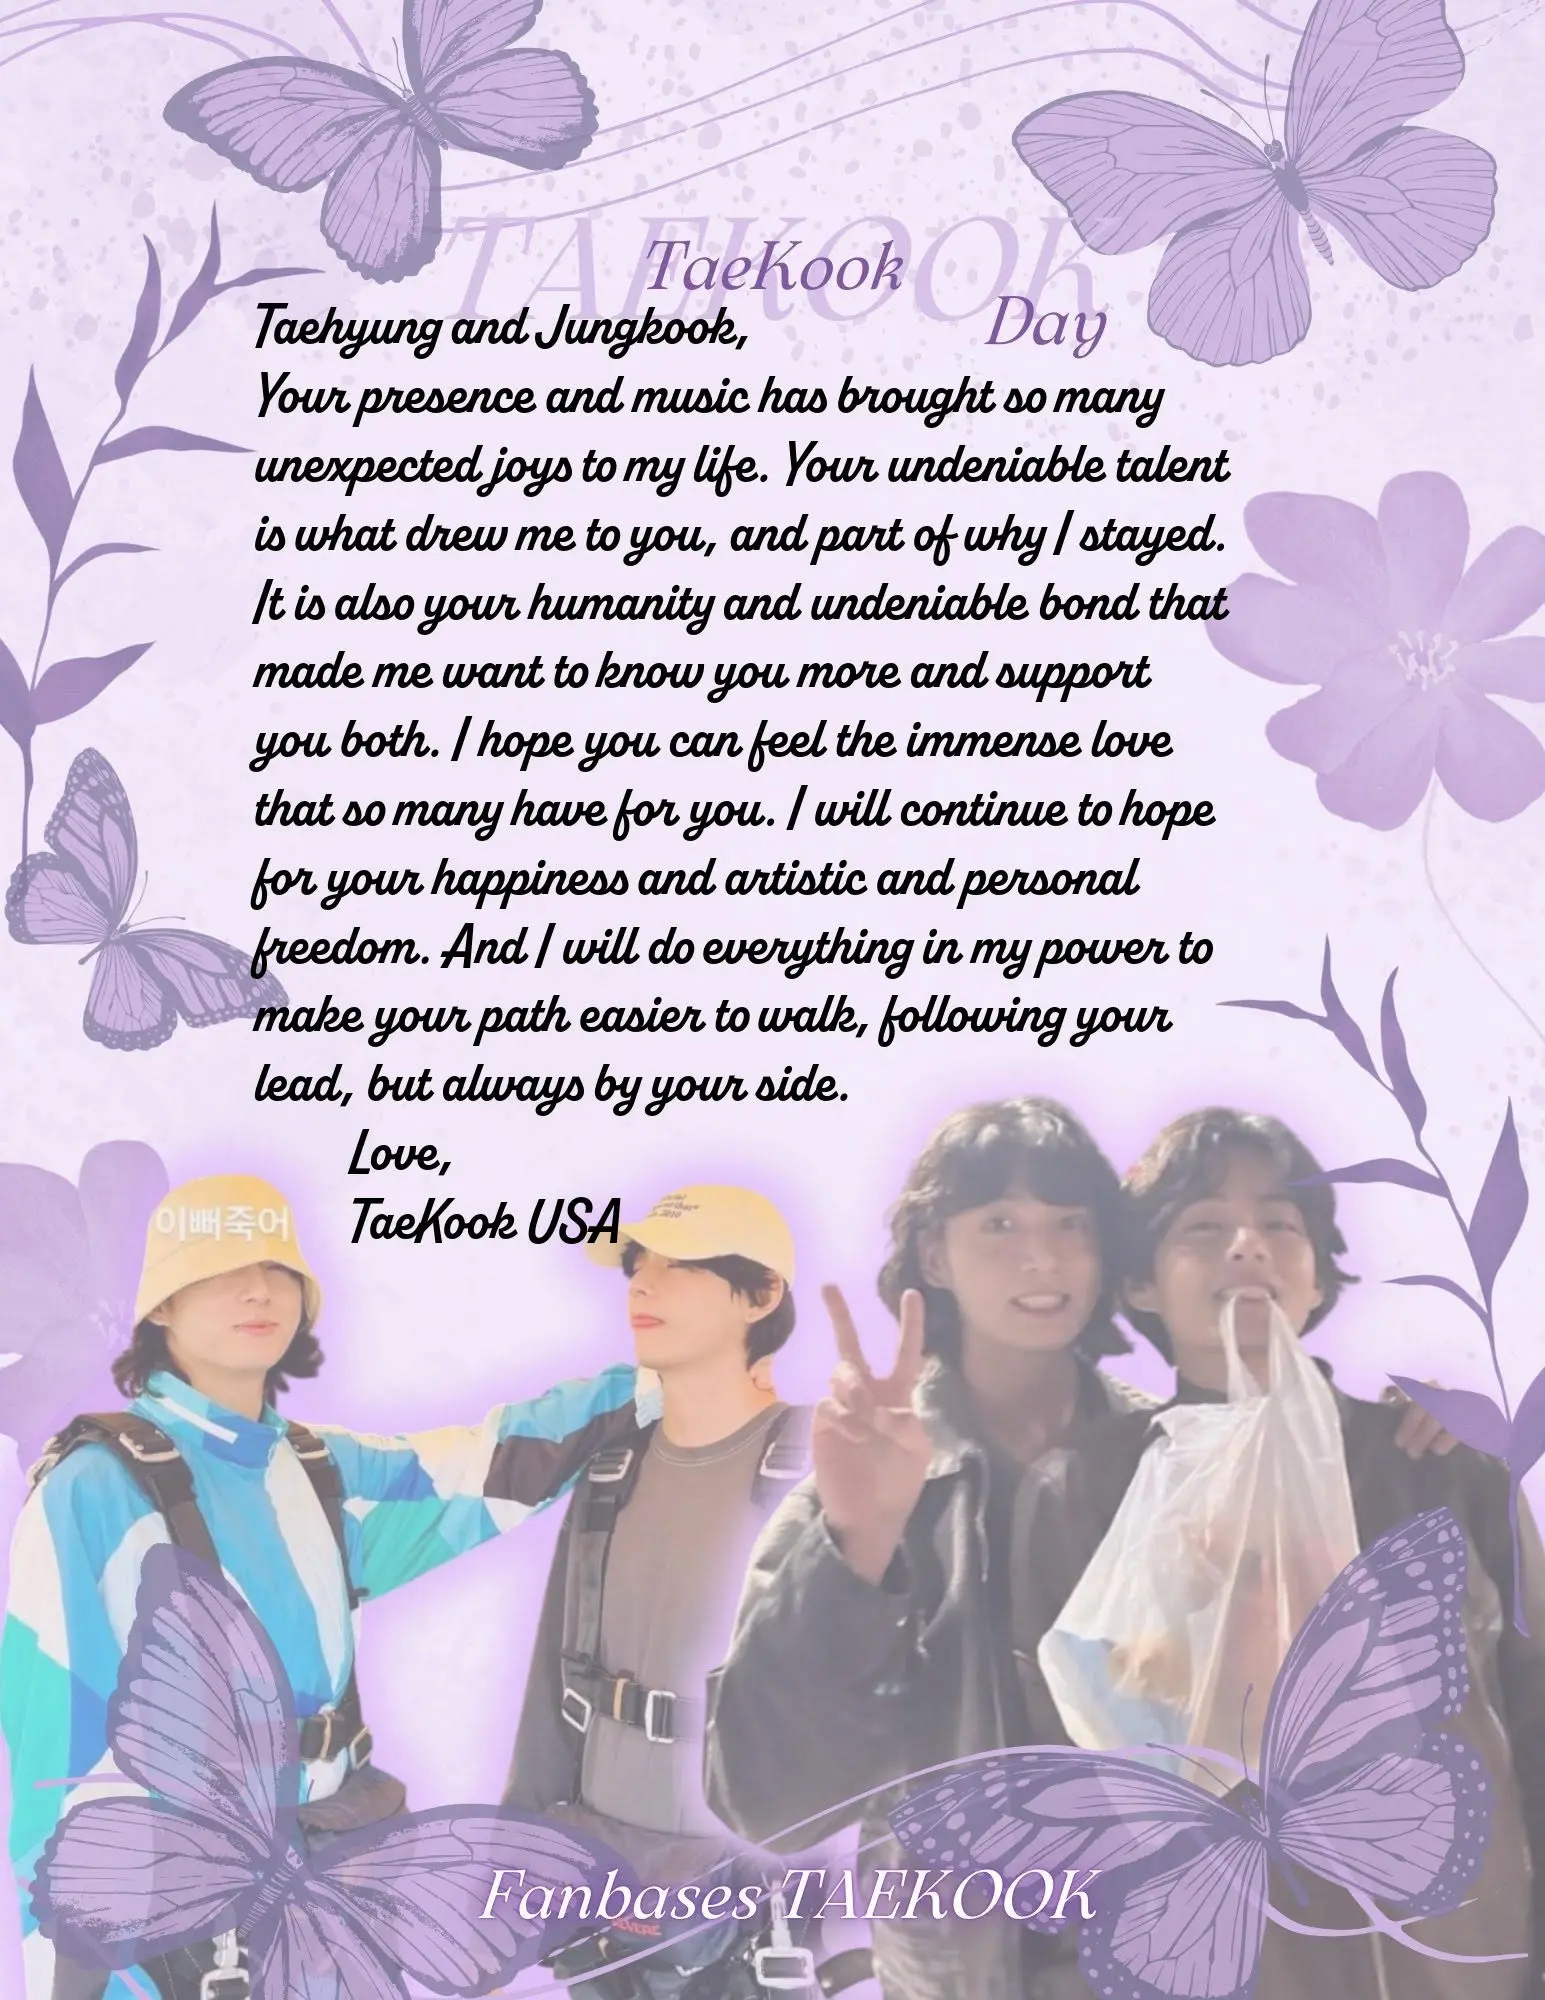 TAEKOOK
TaeKook
Day
Taehyung and Jungkook,
Your presence and music has brought so many
unexpected joys to my life. Your undeniable talent
is what drew me to you, and part of why I stayed.
It is also your humanity and undeniable bond that
made me want to know you more and support
you both. I hope you can feel the immense love
that so many have for you. I will continue to hope
for your happiness and artistic and personal
freedom. And I will do everything in my power to
make your path easier to walk, following your
lead, but always by your side.
Love,
TaeKook USA
이뻐죽어
Fanbases TAEKOOK